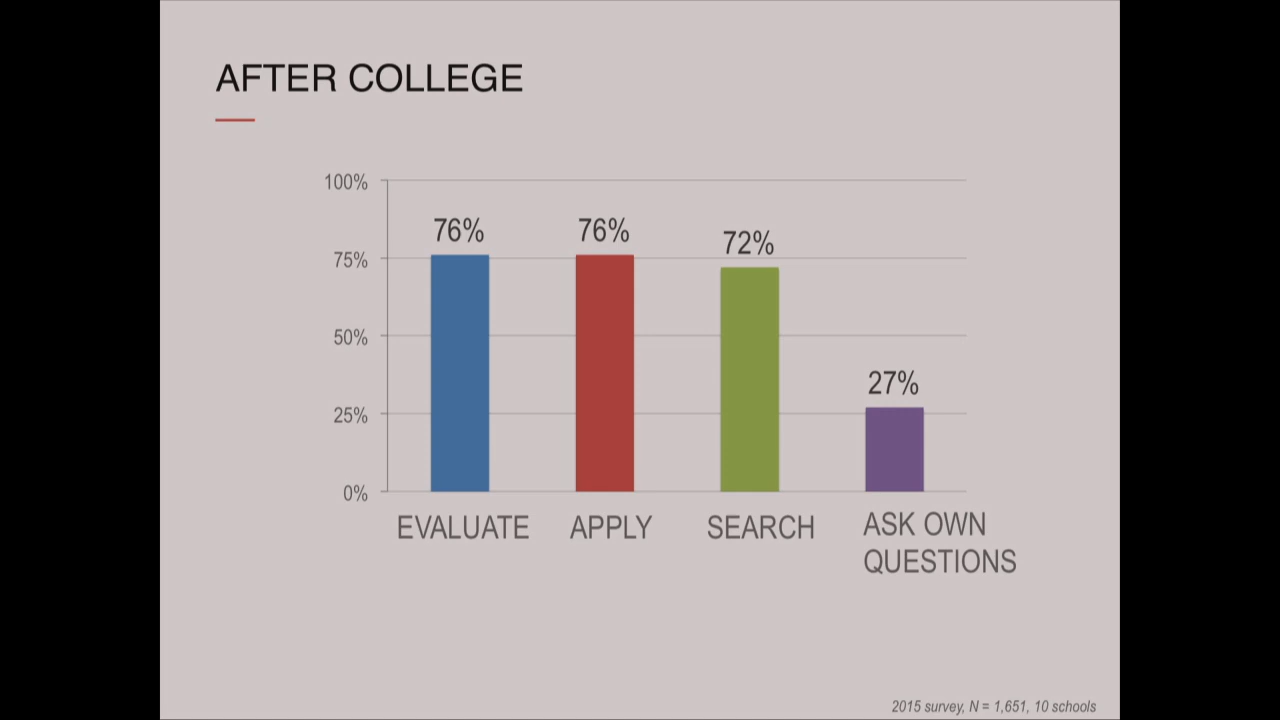 AFTER COLLEGE
100%
75%
50%
25%
0%
76%
76%
72%
27%
EVALUATE
APPLY
SEARCH
ASK OWN
QUESTIONS
2015 survey, N = 1,651, 10 schools